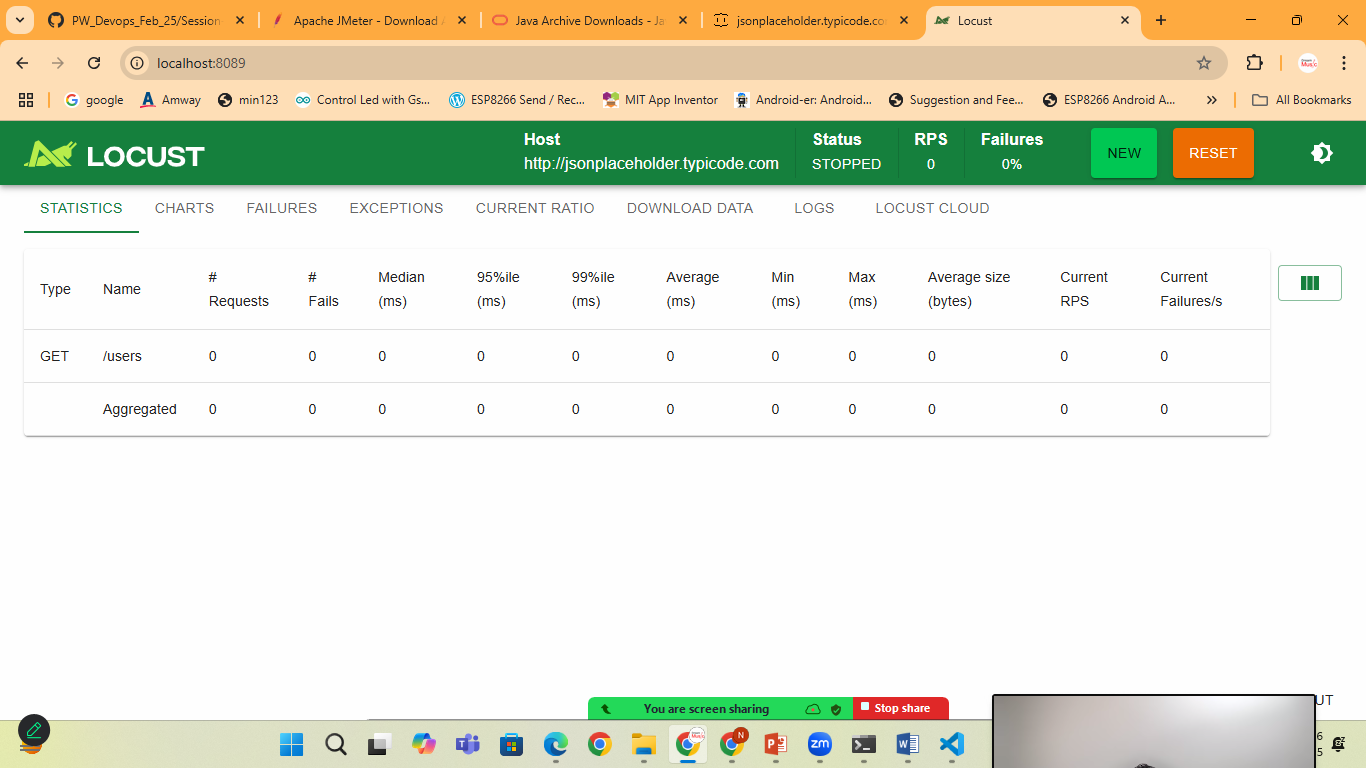 PW_Devops_Feb_25/Session
Apache JMeter - Download A
Java Archive Downloads - Ja
jsonplaceholder.typicode.co
Locust
localhost:8089
google
Amway
min123
Control Led with Gs...
ESP8266 Send / Rec...
MIT App Inventor
Android-er: Android...
Suggestion and Fee...
ESP8266 Android A...
All Bookmarks
LOCUST
Host
http://jsonplaceholder.typicode.com
Status
STOPPED
RPS
0
Failures
0%
NEW
RESET
STATISTICS CHARTS FAILURES EXCEPTIONS CURRENT RATIO DOWNLOAD DATA LOGS LOCUST CLOUD
Type Name # Requests # Fails Median (ms) 95%ile (ms) 99%ile (ms) Average (ms) Min (ms) Max (ms) Average size (bytes) Current RPS Current Failures/s
GET /users 0 0 0 0 0 0 0 0 0 0 0
Aggregated 0 0 0 0 0 0 0 0 0 0 0
UT
You are screen sharing
Stop share
N
zm
6
5